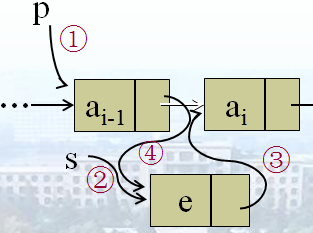 p
①
... a_{i-1} a_i
④
s
② ③
e